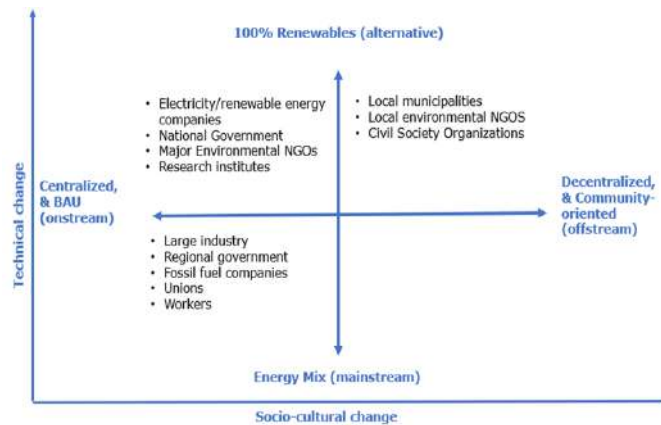 100% Renewables (alternative)
• Electricity/renewable energy
companies
• National Government
• Major Environmental NGOs
• Research institutes
• Local municipalities
• Local environmental NGOS
• Civil Society Organizations
Centralized,
& BAU
(onstream)
Decentralized,
& Community-
oriented
(offstream)
Technical change
• Large industry
• Regional government
• Fossil fuel companies
• Unions
• Workers
Energy Mix (mainstream)
Socio-cultural change